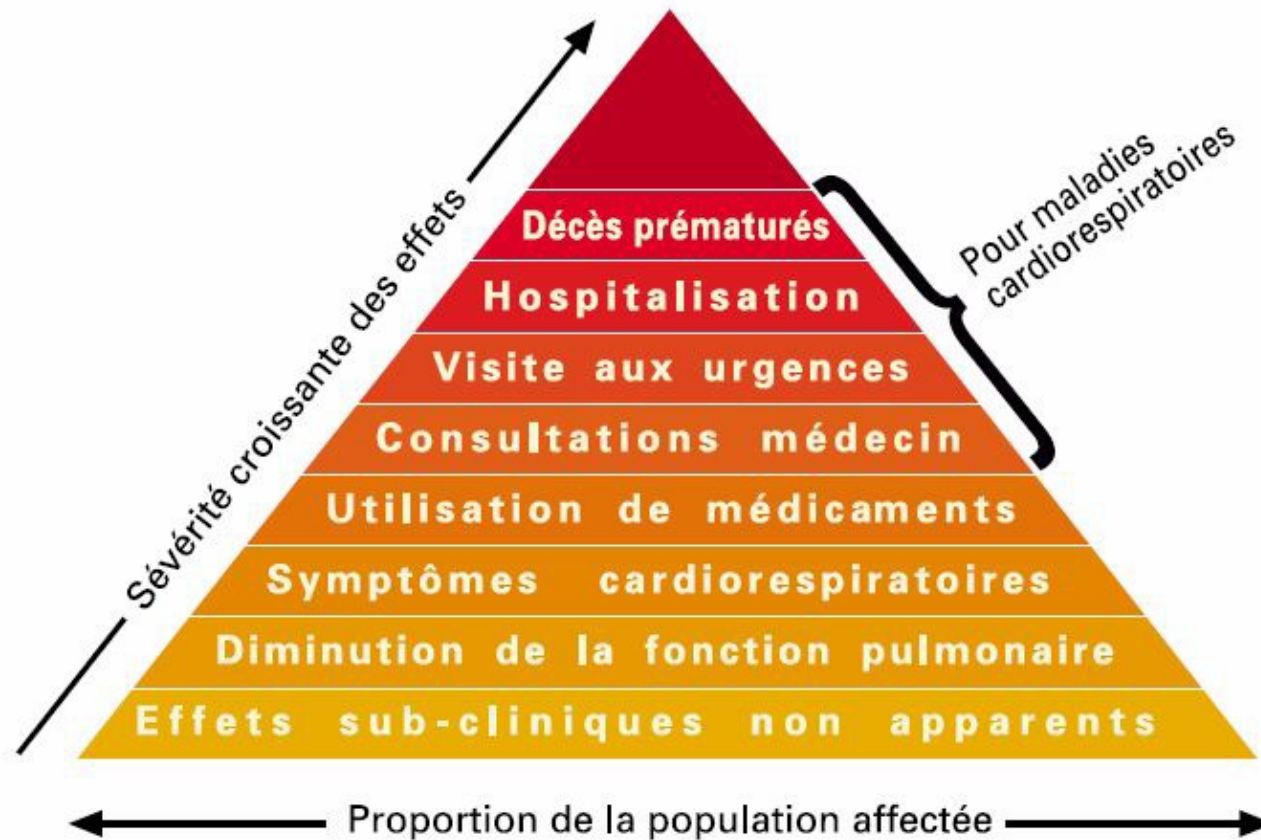 Sévérité croissante des effets
Pour maladies
cardiorespiratoires
Décès prématurés
Hospitalisation
Visite aux urgences
Consultations médecin
Utilisation de médicaments
Symptômes cardiorespiratoires
Diminution de la fonction pulmonaire
Effets sub-cliniques non apparents
Proportion de la population affectée